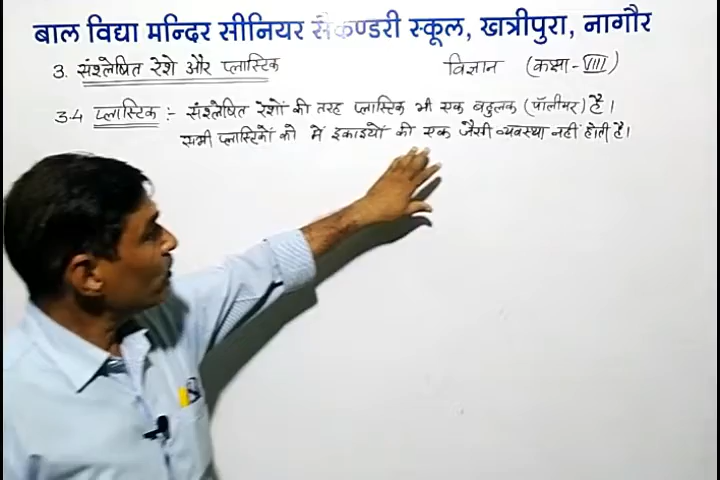 बाल विद्या मन्दिर सीनियर सैकण्डरी स्कूल, खत्रीपुरा, नागौर
3. संश्लेषित रेशे और प्लास्टिक विज्ञान (कक्षा-VIII)
3.4 प्लास्टिक :- संश्लेषित रेशों की तरह प्लास्टिक भी एक बहुलक (पॉलीमर) है।
सभी प्लास्टिकों की में इकाइयों की एक जैसी व्यवस्था नहीं होती है।